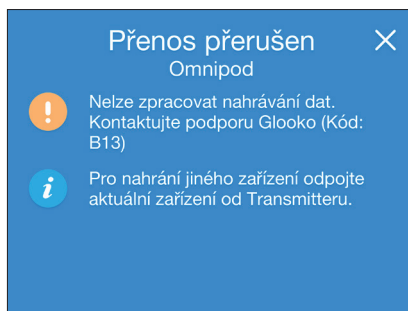 Přenos přerušen
Omnipod
Nelze zpracovat nahrávání dat.
Kontaktujte podporu Glooko (Kód:
B13)
Pro nahrání jiného zařízení odpojte
aktuální zařízení od Transmitteru.